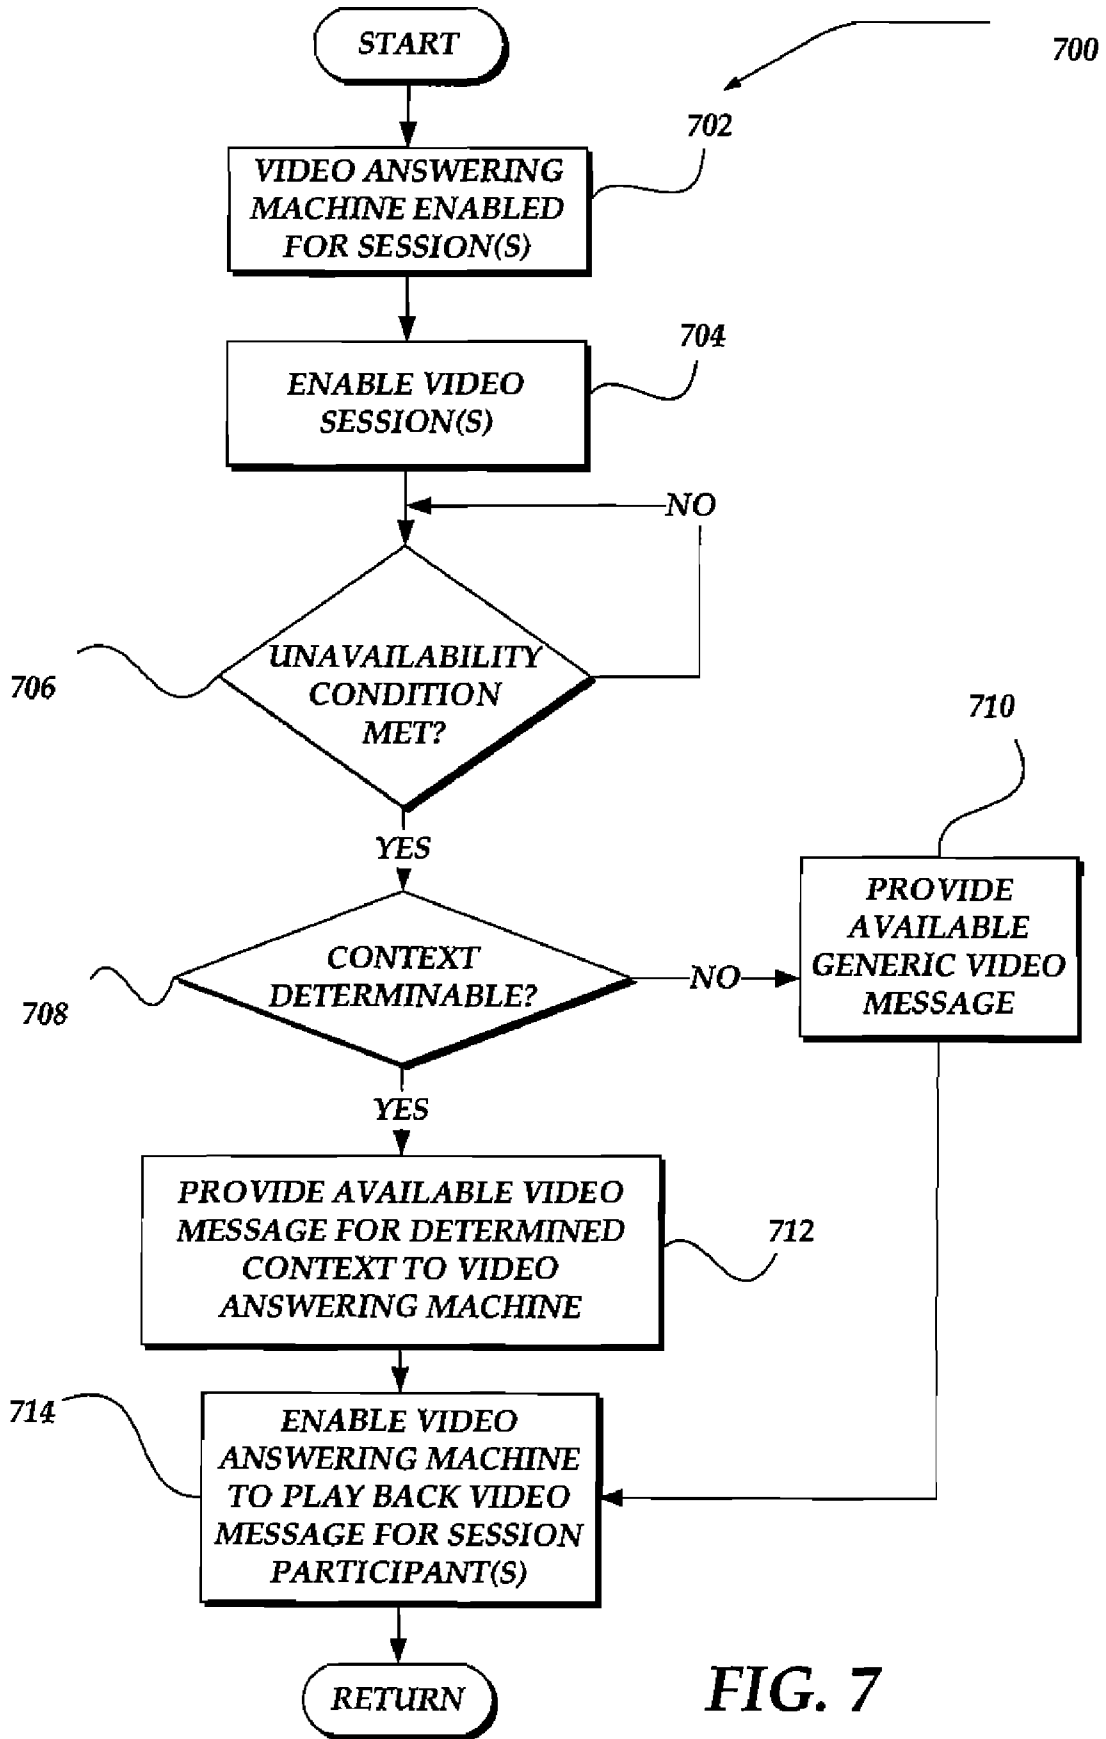 START
700
702
VIDEO ANSWERING
MACHINE ENABLED
FOR SESSION(S)
704
ENABLE VIDEO
SESSION(S)
NO
706
UNAVAILABILITY
CONDITION
MET?
710
YES
PROVIDE
AVAILABLE
GENERIC VIDEO
MESSAGE
708
CONTEXT
DETERMINABLE?
NO
YES
PROVIDE AVAILABLE VIDEO
MESSAGE FOR DETERMINED
CONTEXT TO VIDEO
ANSWERING MACHINE
712
714
ENABLE VIDEO
ANSWERING MACHINE
TO PLAY BACK VIDEO
MESSAGE FOR SESSION
PARTICIPANT(S)
RETURN
FIG. 7